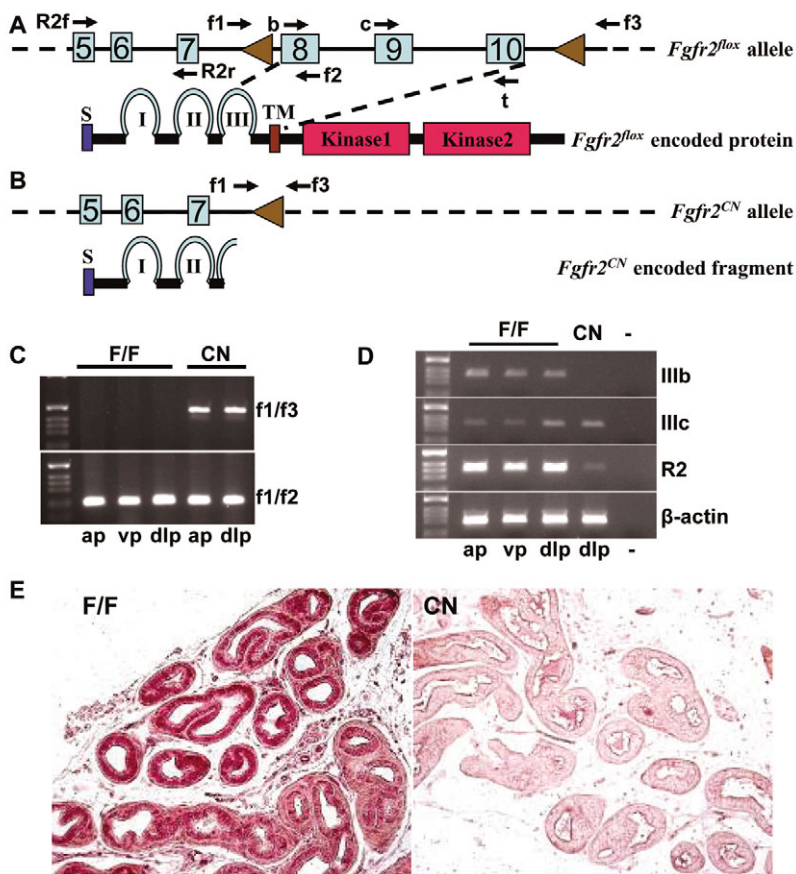 A
R2f f1 b c f3
5 6 7 8 9 10 Fgfr2flox allele
R2r f2 t
S I II III TM
Kinase1 Kinase2 Fgfr2flox encoded protein
B
f1 f3
5 6 7 Fgfr2CN allele
S I II Fgfr2CN encoded fragment
C
F/F CN
f1/f3
f1/f2
ap vp dlp ap dlp
D
F/F CN -
IIIb
IIIc
R2
β-actin
ap vp dlp dlp -
E
F/F CN